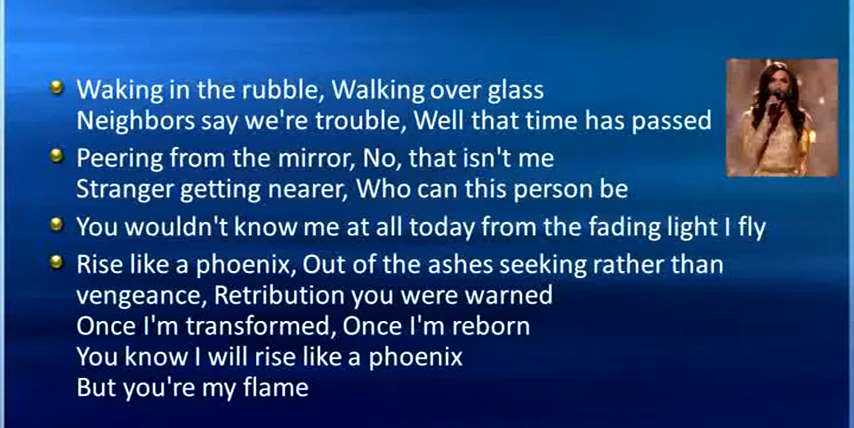 Waking in the rubble, Walking over glass
Neighbors say we're trouble, Well that time has passed
Peering from the mirror, No, that isn't me
Stranger getting nearer, Who can this person be
You wouldn't know me at all today from the fading light I fly
Rise like a phoenix, Out of the ashes seeking rather than
vengeance, Retribution you were warned
Once I'm transformed, Once I'm reborn
You know I will rise like a phoenix
But you're my flame